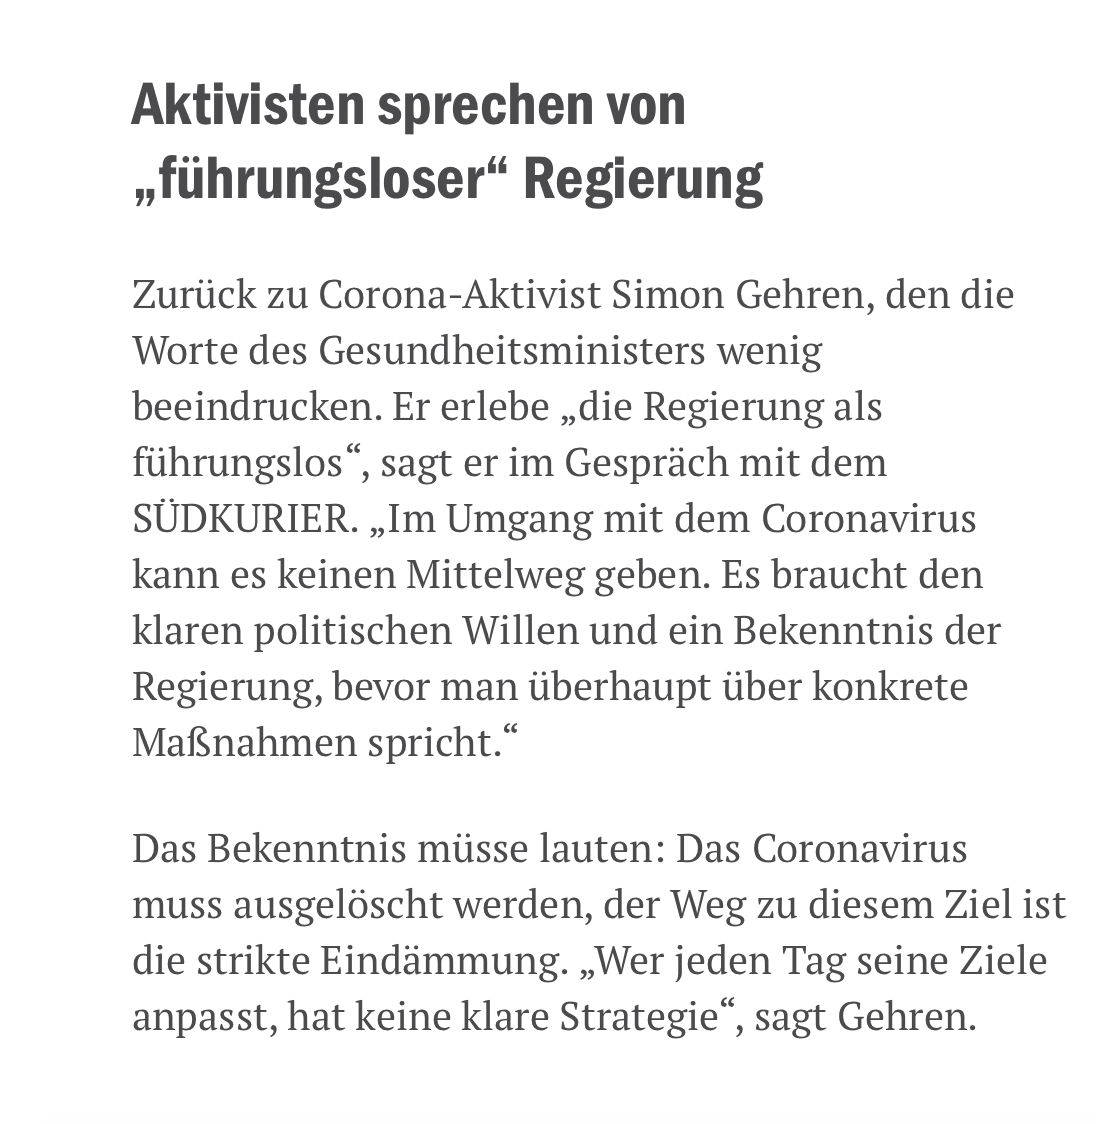 Aktivisten sprechen von
„führungsloser“ Regierung
Zurück zu Corona-Aktivist Simon Gehren, den die
Worte des Gesundheitsministers wenig
beeindrucken. Er erlebe „die Regierung als
führungslos“, sagt er im Gespräch mit dem
SÜDKURIER. „Im Umgang mit dem Coronavirus
kann es keinen Mittelweg geben. Es braucht den
klaren politischen Willen und ein Bekenntnis der
Regierung, bevor man überhaupt über konkrete
Maßnahmen spricht.“
Das Bekenntnis müsse lauten: Das Coronavirus
muss ausgelöscht werden, der Weg zu diesem Ziel ist
die strikte Eindämmung. „Wer jeden Tag seine Ziele
anpasst, hat keine klare Strategie“, sagt Gehren.